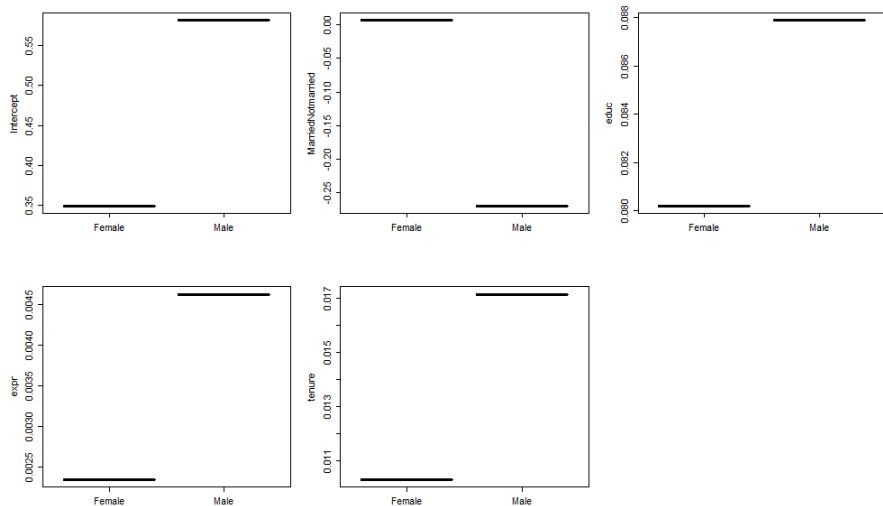 Intercept
0.55
0.50
0.45
0.40
0.35
Female Male
MarriedNotmarried
0.00
-0.05
-0.10
-0.15
-0.20
-0.25
Female Male
educ
0.088
0.086
0.084
0.082
0.080
Female Male
expr
0.0045
0.0040
0.0035
0.0030
0.0025
Female Male
tenure
0.017
0.015
0.013
0.011
Female Male